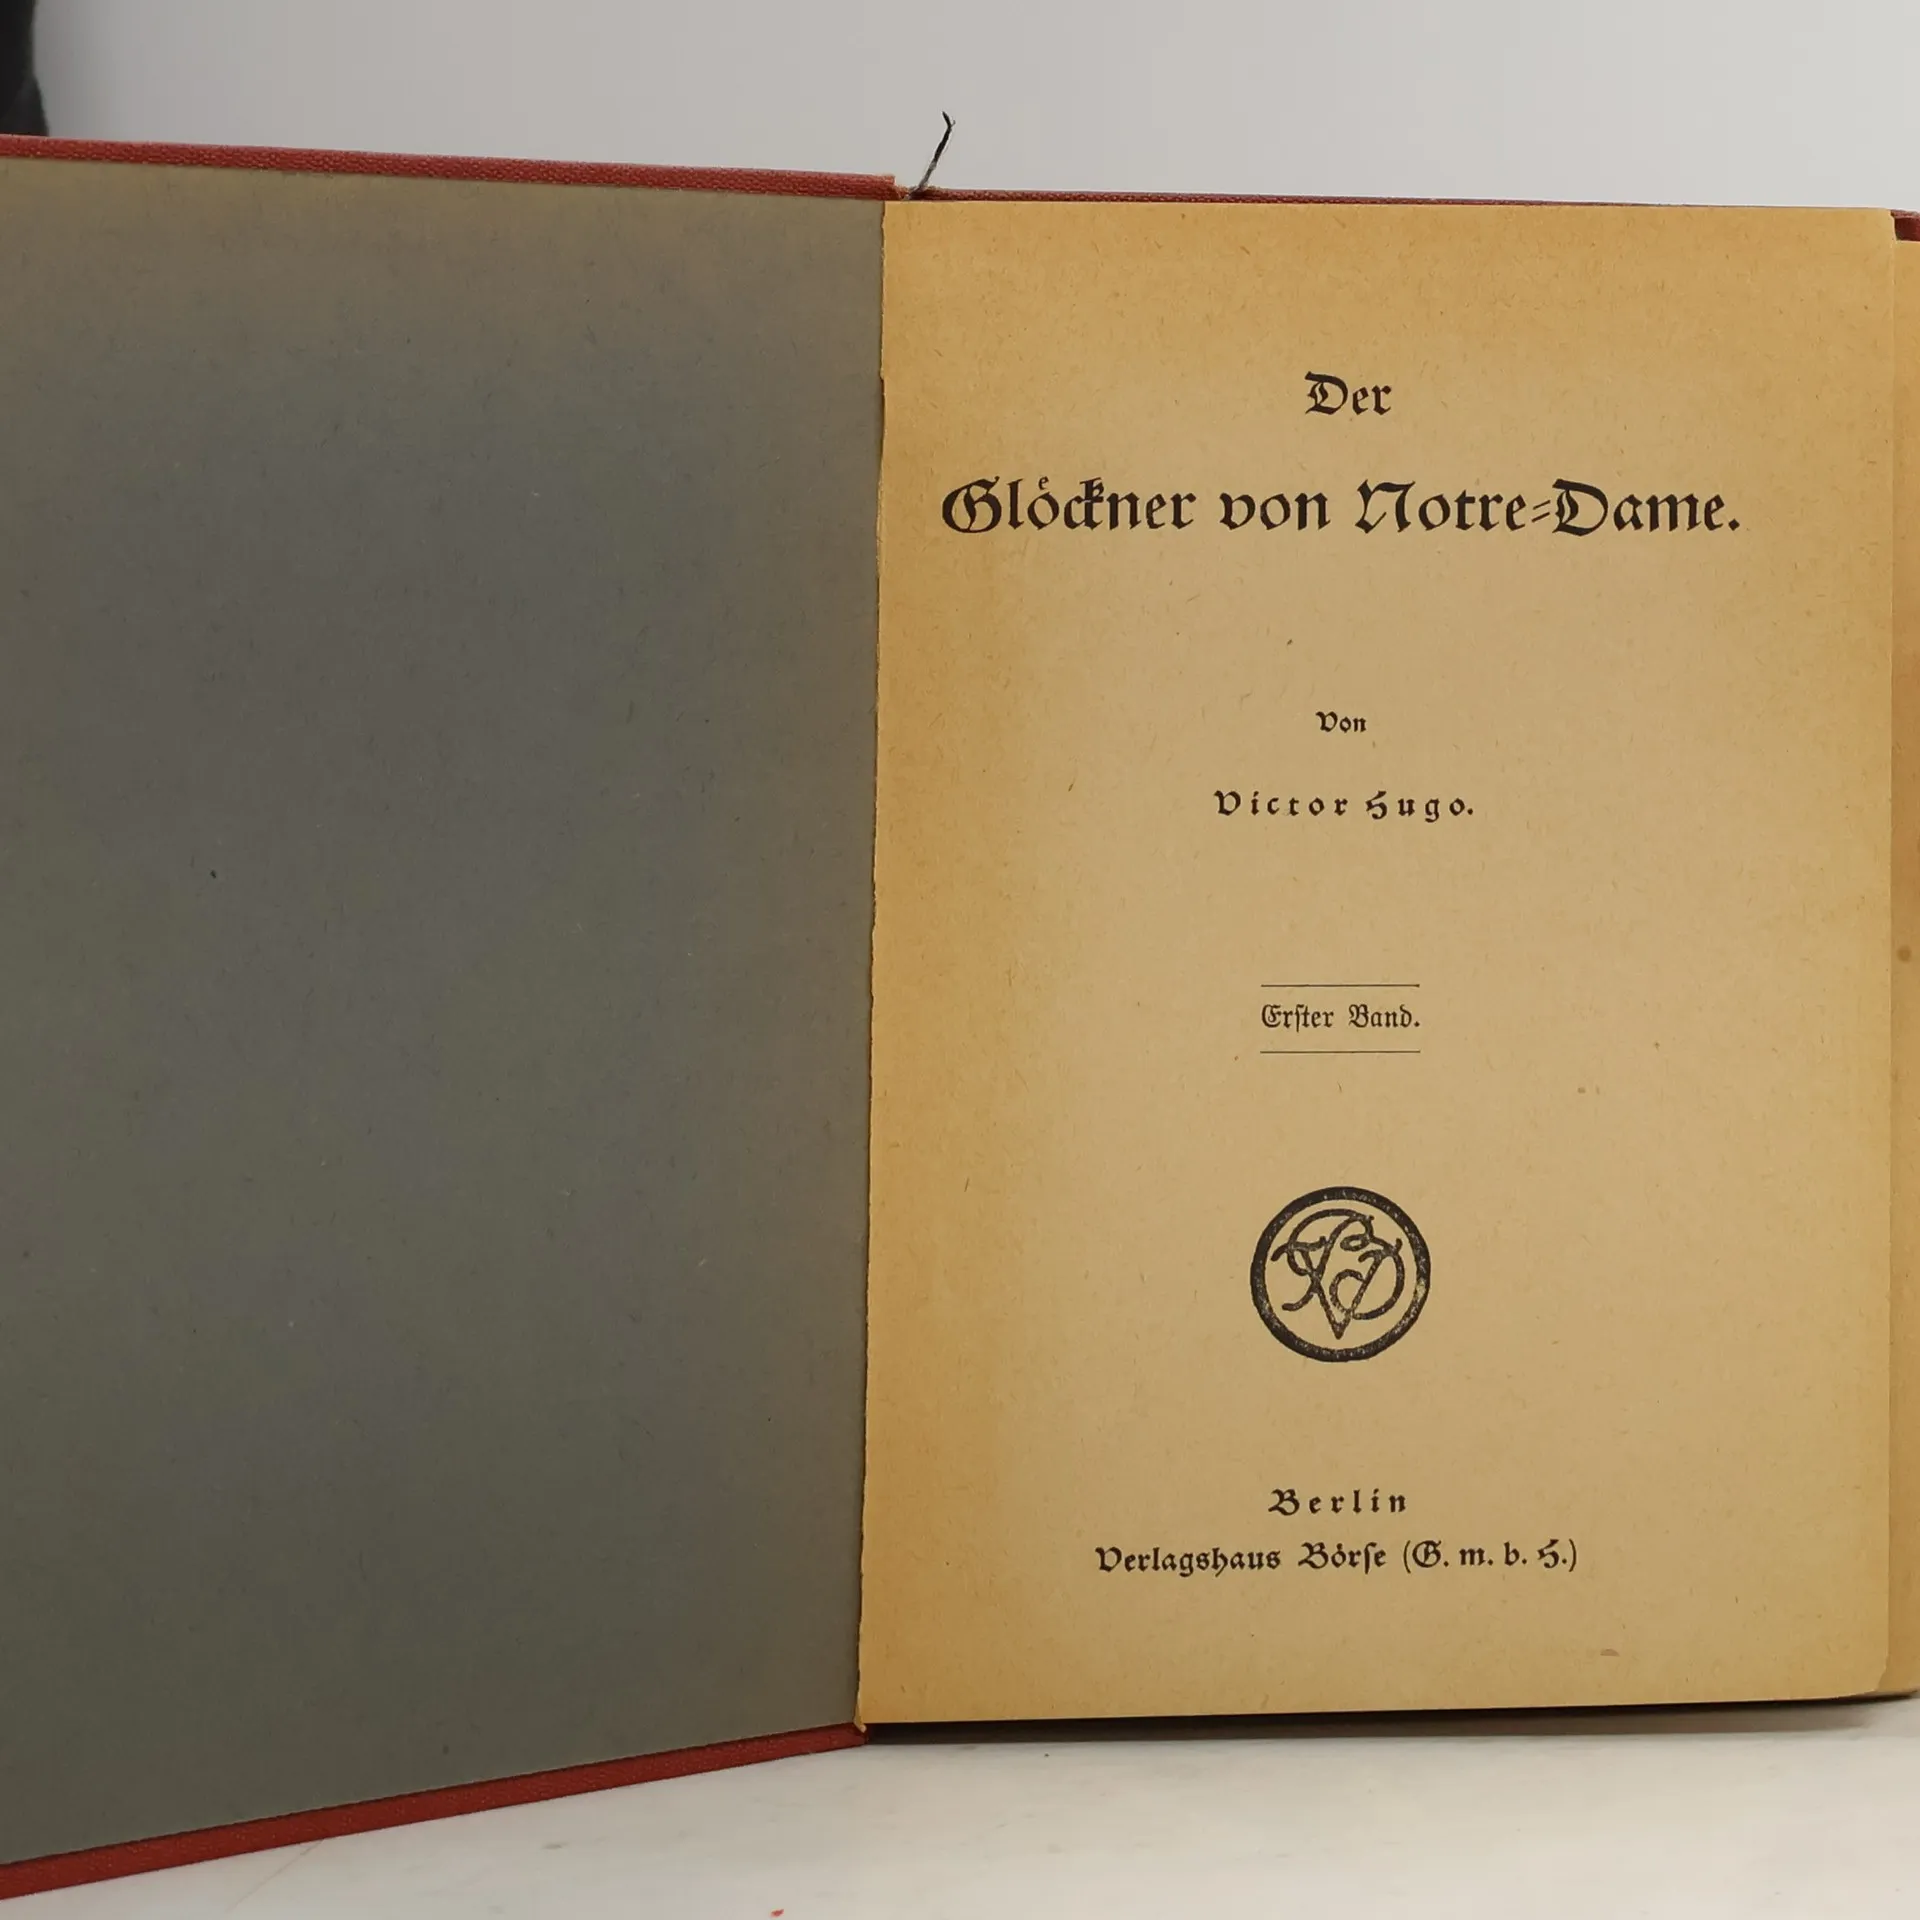 Der
Glöckner von Notre-Dame.
Von
Victor Hugo.
Erster Band.
Berlin
Verlagshaus Börse (G. m. b. H.)